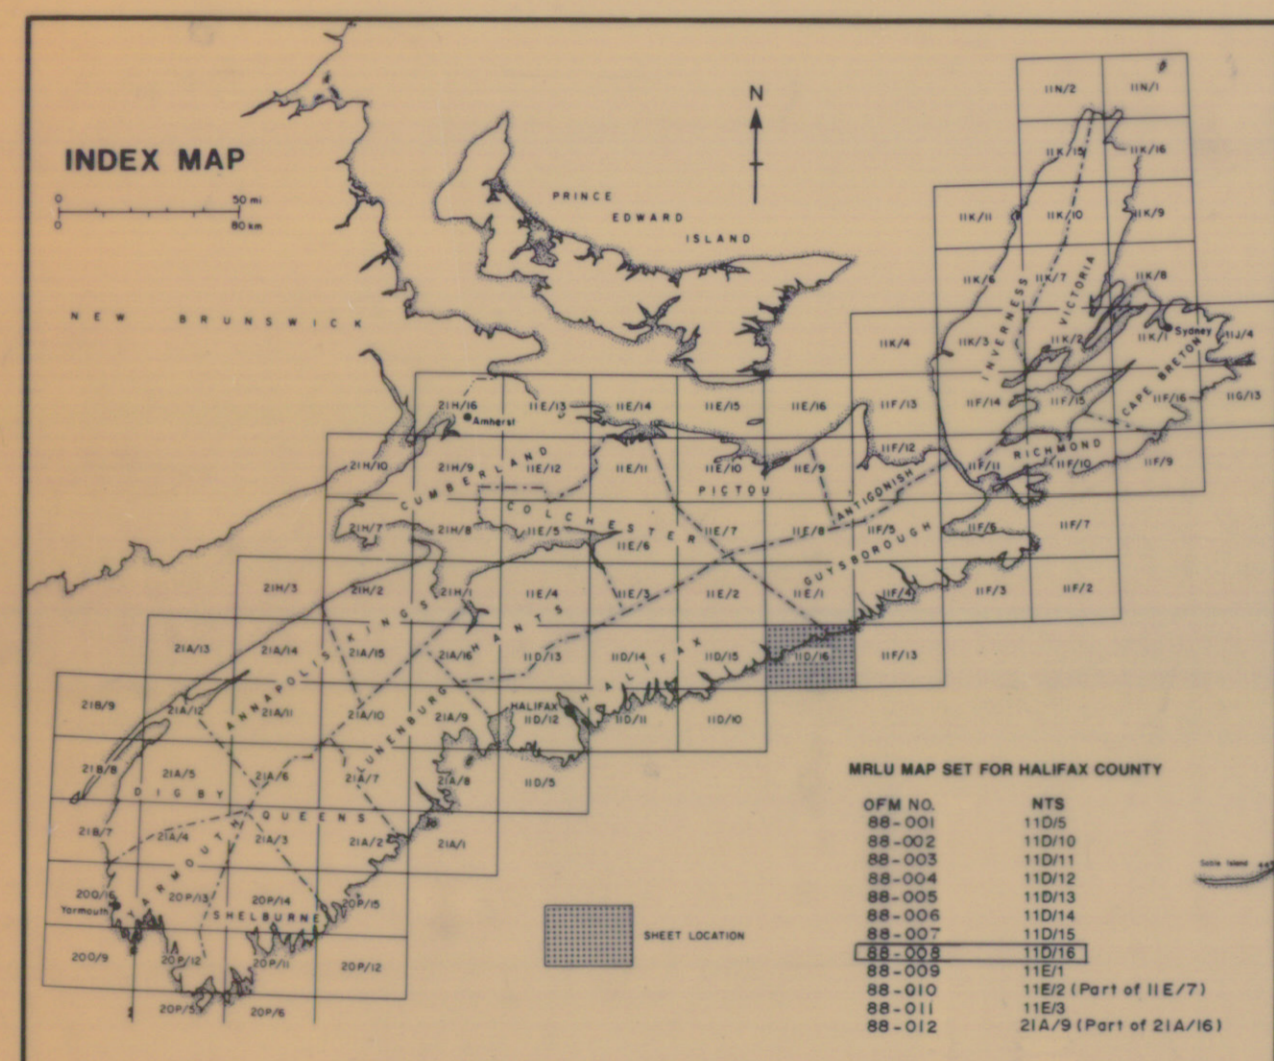 INDEX MAP
0 50 mi
0 80 km
N
PRINCE
EDWARD
ISLAND
NEW BRUNSWICK
11N/2 11N/1
11K/15 11K/16
11K/11 11K/10 11K/9
11K/6 11K/7 11K/8
INVERNESS
VICTORIA
11K/4 11K/3 11K/2 11K/1 Sydney 11J/4
CAPE BRETON
21H/16 11E/13 11E/14 11E/15 11E/16 11F/13 11F/14 11F/15 11F/16 11G/13
Amherst
21H/10 21H/9 11E/12 11E/11 11E/10 11E/9 11F/12 11F/11 11F/10 11F/9
RICHMOND
CUMBERLAND
PICTOU
ANTIGONISH
COLCHESTER
21H/7 21H/8 11E/5 11E/6 11E/7 11E/8 11F/5 11F/6 11F/7
GUYSBOROUGH
21H/3 21H/2 21H/1 11E/4 11E/3 11E/2 11E/1 11F/4 11F/3 11F/2
KINGS
HANTS
21A/13 21A/14 21A/15 21A/16 11D/13 11D/14 11D/15 11D/16 11F/13
ANNAPOLIS
LUNENBURG
HALIFAX
21B/9 21A/12 21A/11 21A/10 21A/9 11D/12 11D/11 11D/10
HALIFAX
21B/8 21A/5 21A/6 21A/7 21A/8 11D/5
DIGBY
QUEENS
21B/7 21A/4 21A/3 21A/2 21A/1
YARMOUTH
20O/16 20P/13 20P/14 20P/15
Yarmouth
SHELBURNE
20O/9 20P/12 20P/11 20P/12
20P/5 20P/6
SHEET LOCATION
MRLU MAP SET FOR HALIFAX COUNTY
OFM NO. NTS
88-001 11D/5
88-002 11D/10
88-003 11D/11
88-004 11D/12
88-005 11D/13
88-006 11D/14
88-007 11D/15
88-008 11D/16
88-009 11E/1
88-010 11E/2 (Part of 11E/7)
88-011 11E/3
88-012 21A/9 (Part of 21A/16)
Sable Island